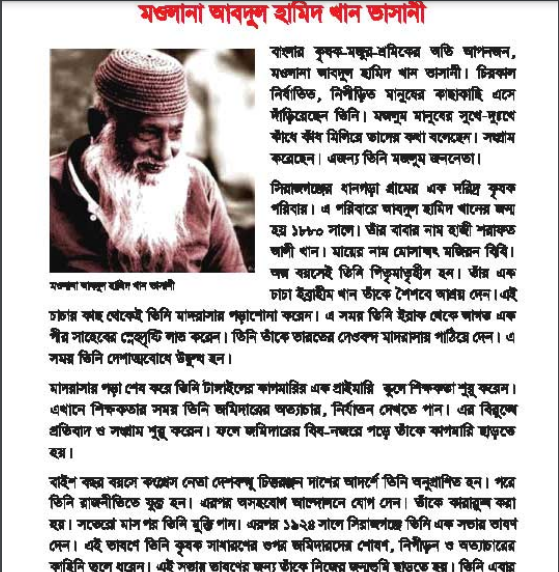 মওলানা আবদুল হামিদ খান ভাসানী
বাংলার কৃষক-মজুর-শ্রমিকের অতি আপনজন,
মওলানা আবদুল হামিদ খান ভাসানী। চিরকাল
নির্যাতিত, নিপীড়িত মানুষের কাছাকাছি এসে
দাঁড়িয়েছেন তিনি। মজলুম মানুষের সুখে-দুঃখে
কাঁধে কাঁধ মিলিয়ে তাদের কথা বলেছেন। সংগ্রাম
করেছেন। এজন্য তিনি মজলুম জননেতা।
সিরাজগঞ্জের ধানগড়া গ্রামের এক দরিদ্র কৃষক
পরিবার। এ পরিবারে আবদুল হামিদ খানের জন্ম
হয় ১৮৮০ সালে। তাঁর বাবার নাম হাজী শরাফত
আলী খান। মায়ের নাম মোসাম্মৎ মজিরন বিবি।
অল্প বয়সেই তিনি পিতৃমাতৃহীন হন। তাঁর এক
চাচা ইব্রাহীম খান তাঁকে শৈশবে আশ্রয় দেন।এই
মওলানা আবদুল হামিদ খান ভাসানী
চাচার কাছ থেকেই তিনি মাদরাসার পড়াশোনা করেন। এ সময় তিনি ইরাক থেকে আগত এক
পীর সাহেবের স্নেহদৃষ্টি লাভ করেন। তিনি তাঁকে ভারতের দেওবন্দ মাদরাসায় পাঠিয়ে দেন। এ
সময় তিনি দেশাত্মবোধে উদ্বুদ্ধ হন।
মাদরাসার পড়া শেষ করে তিনি টাঙ্গাইলের কাগমারির এক প্রাইমারি স্কুলে শিক্ষকতা শুরু করেন।
এখানে শিক্ষকতার সময় তিনি জমিদারের অত্যাচার, নির্যাতন দেখতে পান। এর বিরুদ্ধে
প্রতিবাদ ও সংগ্রাম শুরু করেন। ফলে জমিদারের বিষ-নজরে পড়ে তাঁকে কাগমারি ছাড়তে
হয়।
বাইশ বছর বয়সে কংগ্রেস নেতা দেশবন্ধু চিত্তরঞ্জন দাশের আদর্শে তিনি অনুপ্রাণিত হন। পরে
তিনি রাজনীতিতে যুক্ত হন। এরপর অসহযোগ আন্দোলনে যোগ দেন। তাঁকে কারারুদ্ধ করা
হয়। সতেরো মাস পর তিনি মুক্তি পান। এরপর ১৯২৪ সালে সিরাজগঞ্জে তিনি এক সভায় ভাষণ
দেন। এই ভাষণে তিনি কৃষক সাধারণের ওপর জমিদারদের শোষণ, নিপীড়ন ও অত্যাচারের
কাহিনি তুলে ধরেন। এই সভায় ভাষণের জন্য তাঁকে নিজের জন্মভূমি ছাড়তে হয়। তিনি এবার